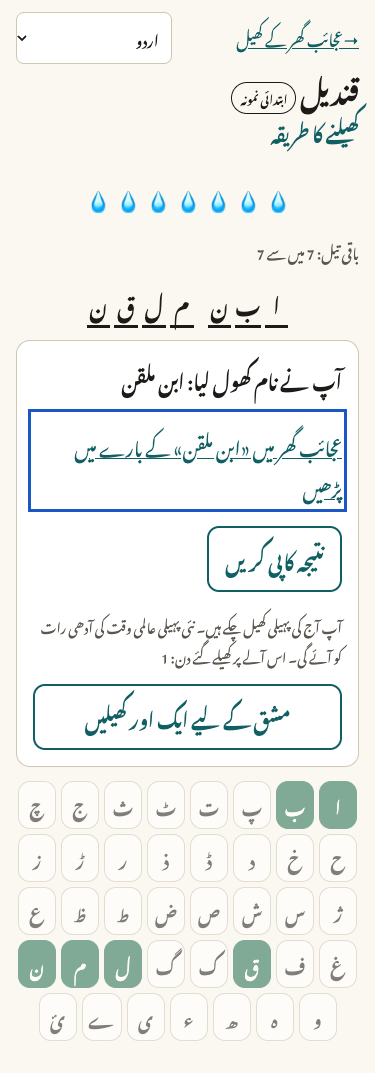 → عجائب گھر کے کھیل
اردو
قندیل ابتدائی نمونہ
کھیلنے کا طریقہ
باقی تیل: 7 میں سے 7
ا ب ن م ل ق ن
آپ نے نام کھول لیا: ابن ملقن
عجائب گھر میں «ابن ملقن» کے بارے میں
پڑھیں
نتیجہ کاپی کریں
آپ آج کی پہیلی کھیل چکے ہیں۔ نئی پہیلی عالمی وقت کی آدھی رات
کو آئے گی۔ اس آلے پر کھیلے گئے دن: 1
مشق کے لیے ایک اور کھیلیں
ا ب پ ت ٹ ث ج چ
ح خ د ڈ ذ ر ڑ ز
ژ س ش ص ض ط ظ ع
غ ف ق ک گ ل م ن
و ہ ھ ء ی ے ئ